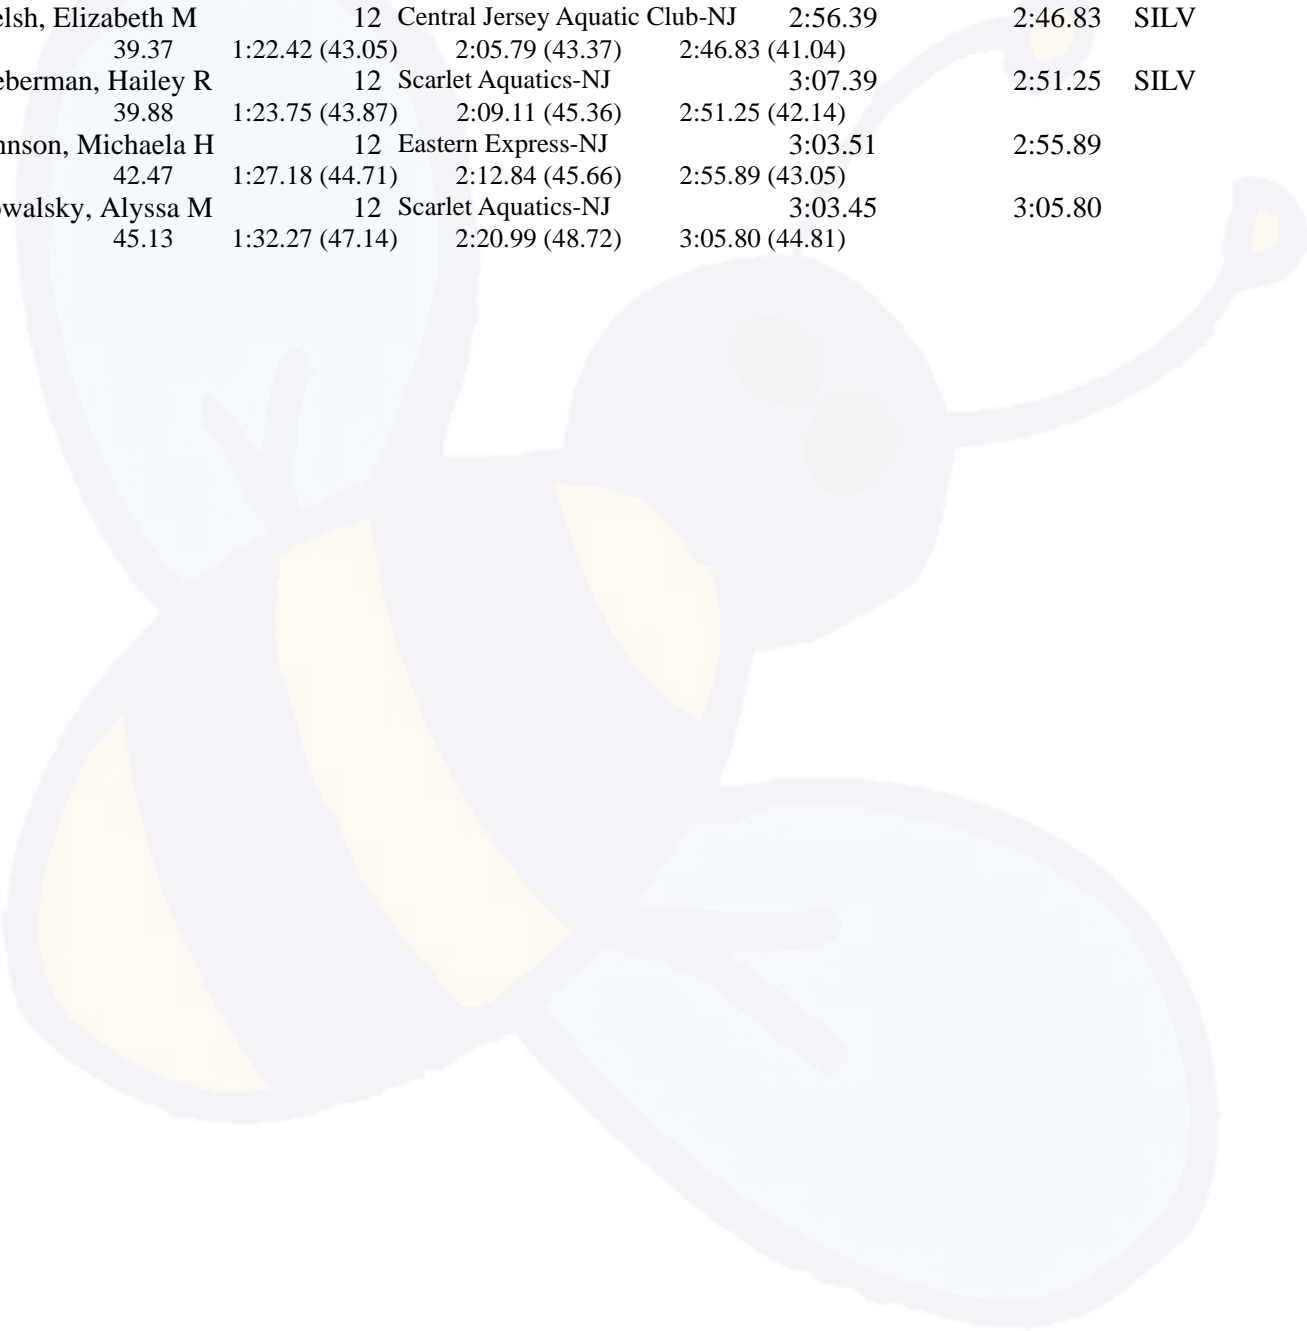 elsh, Elizabeth M 12 Central Jersey Aquatic Club-NJ 2:56.39 2:46.83 SILV
39.37 1:22.42 (43.05) 2:05.79 (43.37) 2:46.83 (41.04)
eberman, Hailey R 12 Scarlet Aquatics-NJ 3:07.39 2:51.25 SILV
39.88 1:23.75 (43.87) 2:09.11 (45.36) 2:51.25 (42.14)
hnson, Michaela H 12 Eastern Express-NJ 3:03.51 2:55.89
42.47 1:27.18 (44.71) 2:12.84 (45.66) 2:55.89 (43.05)
owalsky, Alyssa M 12 Scarlet Aquatics-NJ 3:03.45 3:05.80
45.13 1:32.27 (47.14) 2:20.99 (48.72) 3:05.80 (44.81)